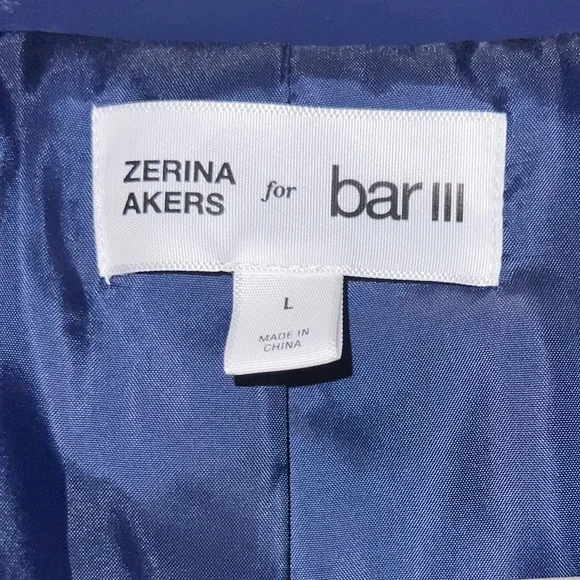 ZERINA AKERS for bar III
L
MADE IN
CHINA